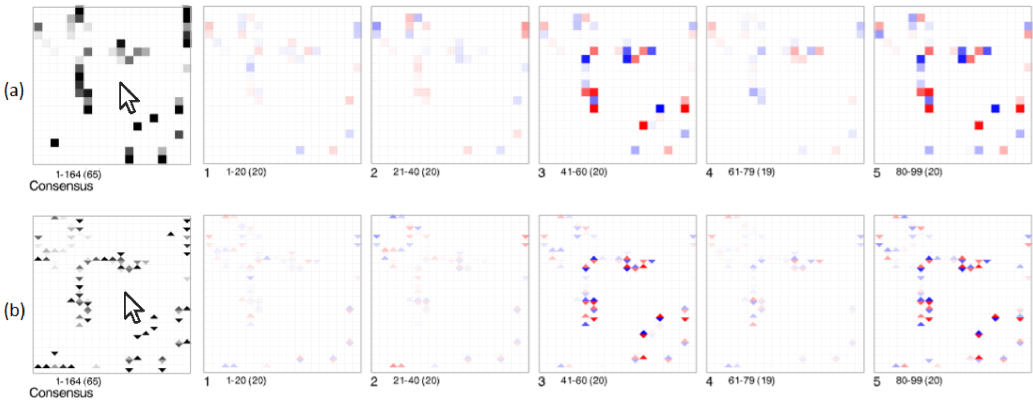 (a)
1-164 (65)
Consensus
1 1-20 (20)
2 21-40 (20)
3 41-60 (20)
4 61-79 (19)
5 80-99 (20)
(b)
1-164 (65)
Consensus
1 1-20 (20)
2 21-40 (20)
3 41-60 (20)
4 61-79 (19)
5 80-99 (20)